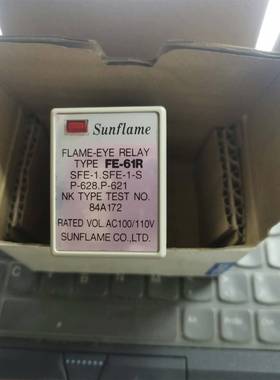 Sunflame
FLAME-EYE RELAY
TYPE FE-61R
SFE-1.SFE-1-S
P-628.P-621
NK TYPE TEST NO.
84A172
RATED VOL.AC100/110V
SUNFLAME CO.,LTD.